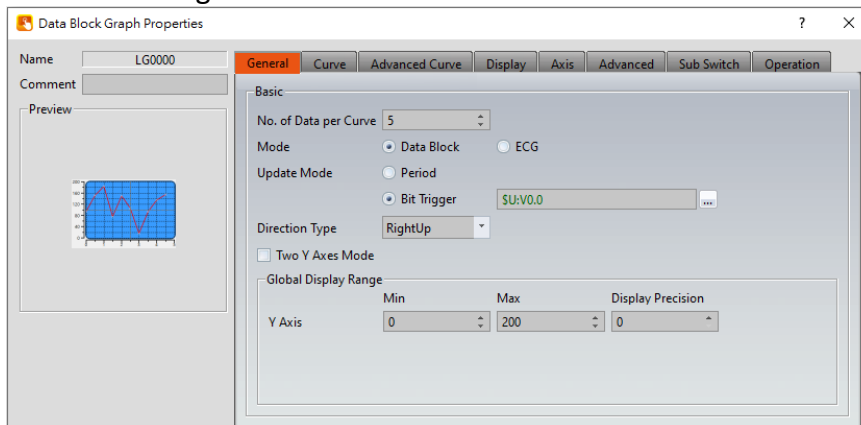 Data Block Graph Properties ? ×
Name LG0000
Comment
Preview
General Curve Advanced Curve Display Axis Advanced Sub Switch Operation
Basic
No. of Data per Curve 5
Mode Data Block ECG
Update Mode Period
Bit Trigger $U:V0.0 ...
Direction Type RightUp
Two Y Axes Mode
Global Display Range
Min Max Display Precision
Y Axis 0 200 0